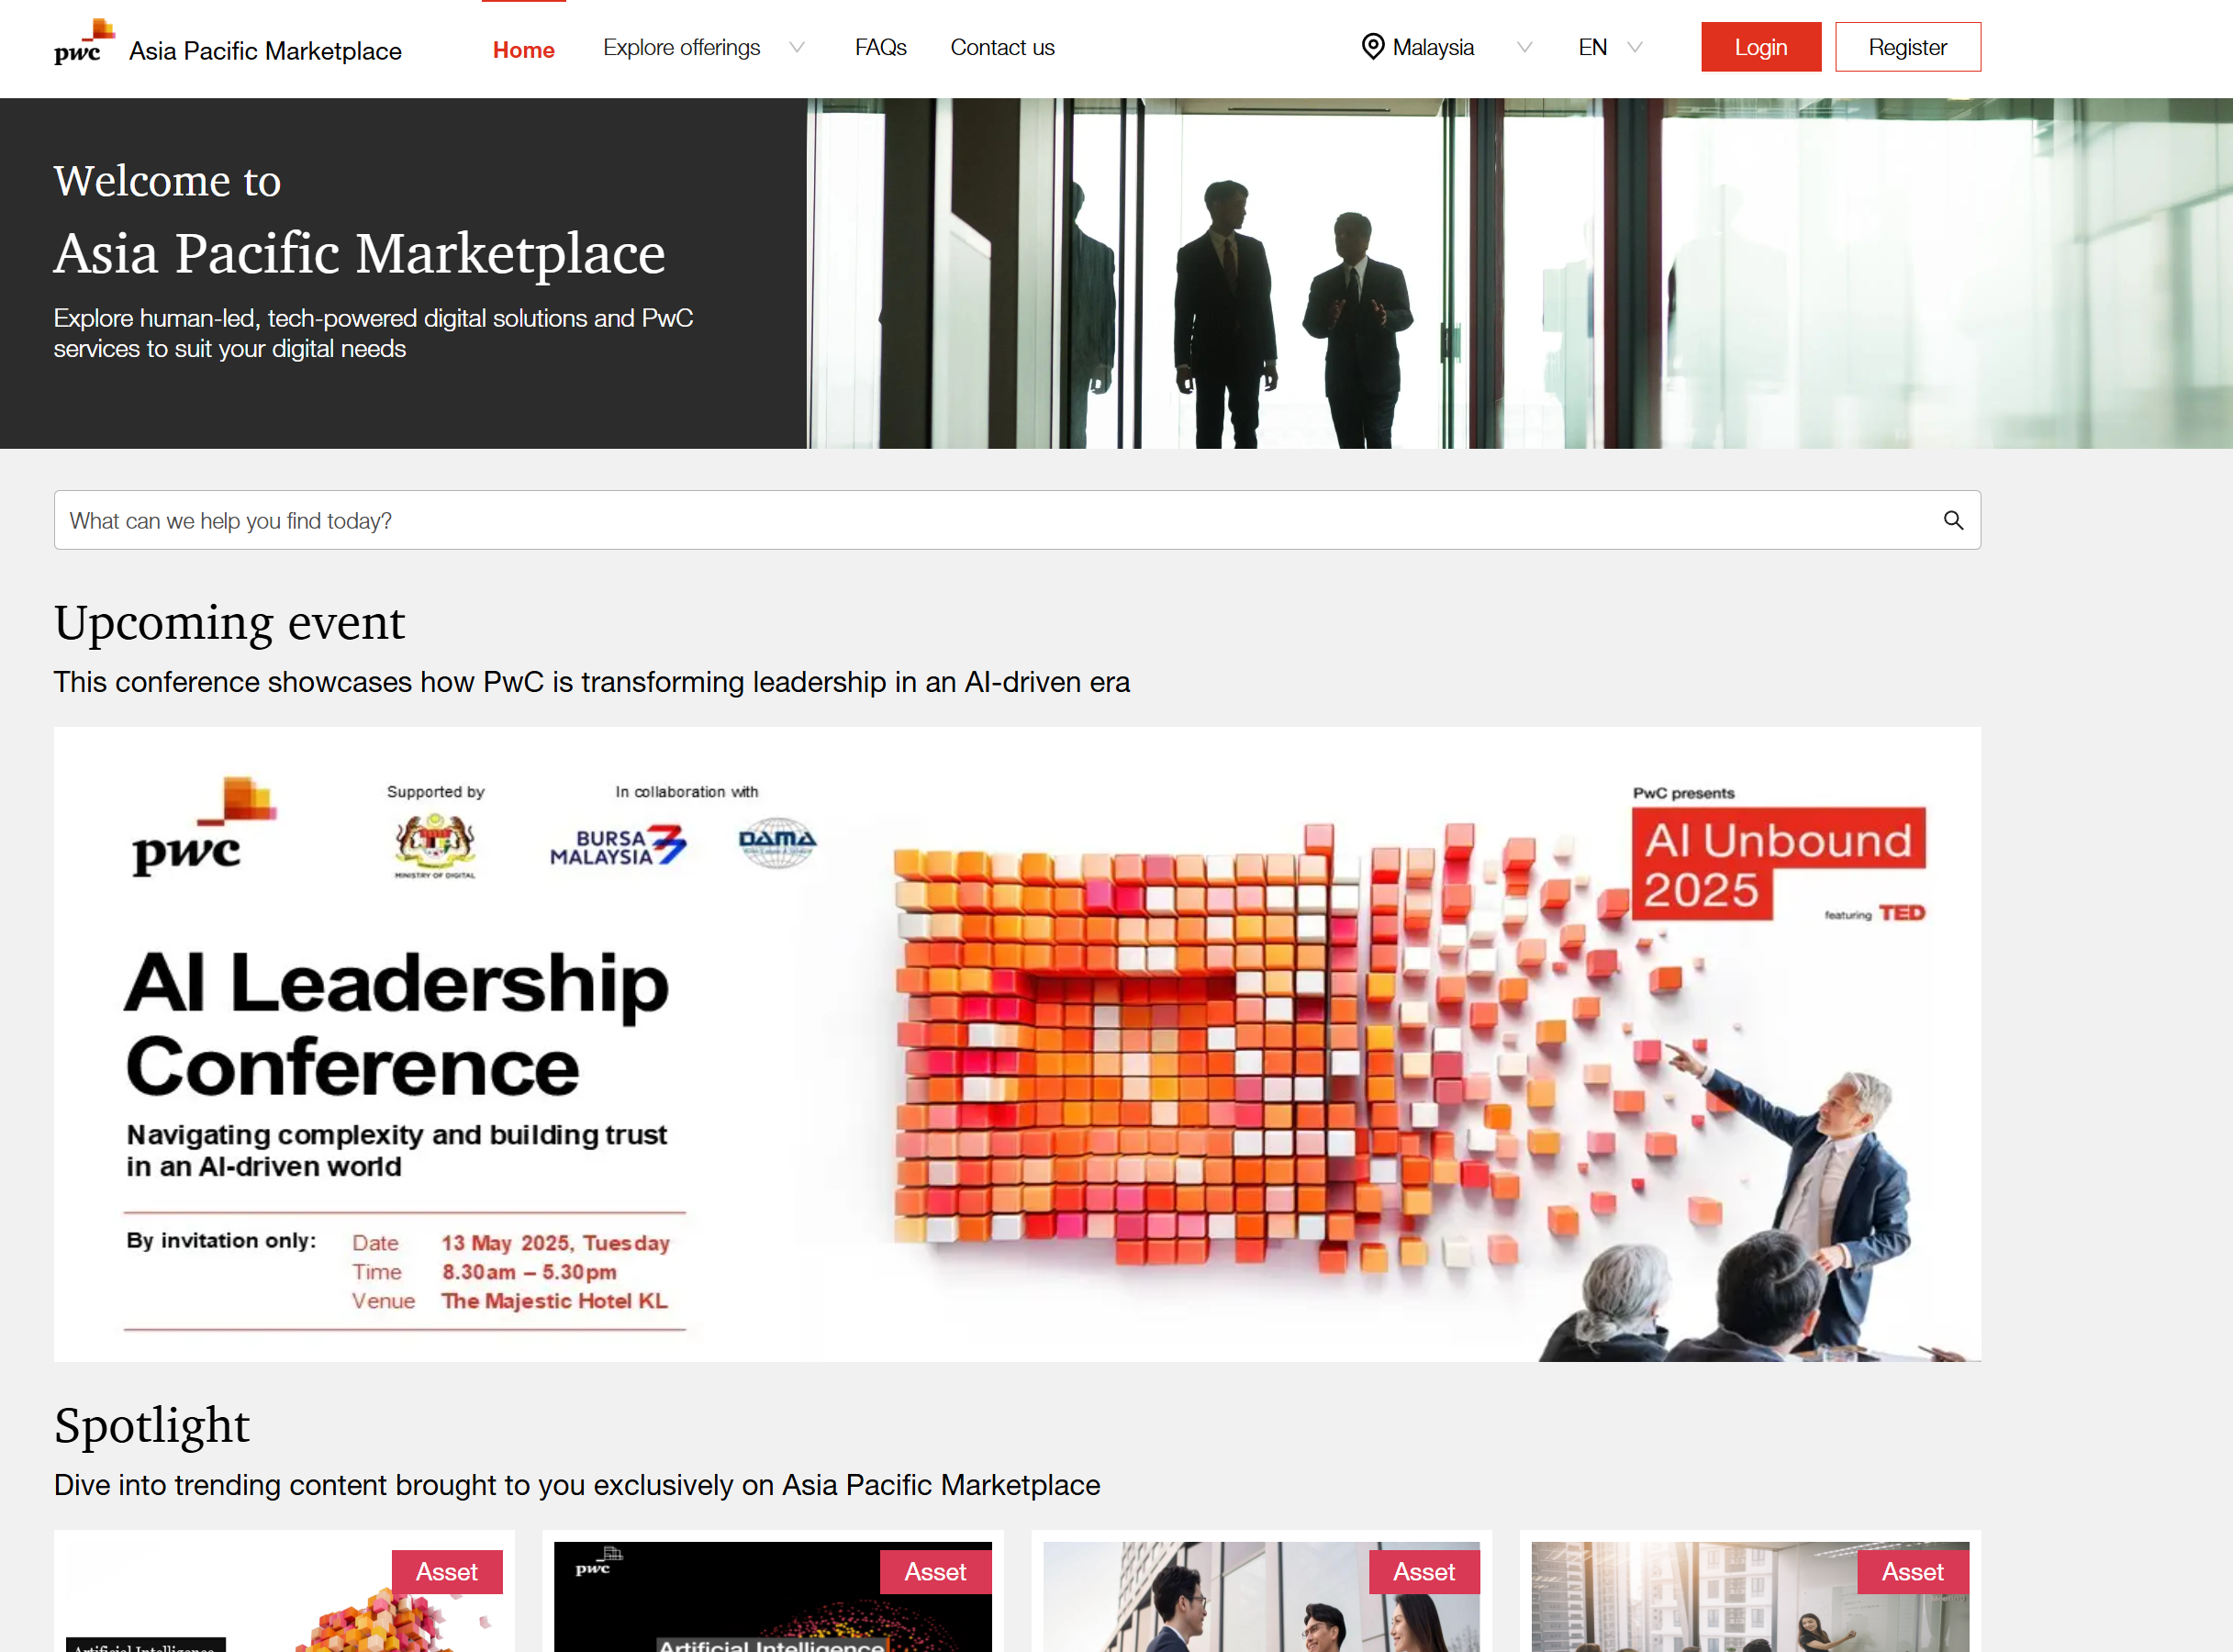 pwc
Asia Pacific Marketplace
Home
Explore offerings
FAQs
Contact us
Malaysia
EN
Login
Register
Welcome to
Asia Pacific Marketplace
Explore human-led, tech-powered digital solutions and PwC
services to suit your digital needs
What can we help you find today?
Upcoming event
This conference showcases how PwC is transforming leadership in an AI-driven era
pwc
Supported by
MINISTRY OF DIGITAL
In collaboration with
BURSA
MALAYSIA
DAMA
PwC presents
AI Unbound
2025
featuring TED
AI Leadership
Conference
Navigating complexity and building trust
in an AI-driven world
By invitation only:
Date 13 May 2025, Tuesday
Time 8.30am – 5.30pm
Venue The Majestic Hotel KL
Spotlight
Dive into trending content brought to you exclusively on Asia Pacific Marketplace
Asset
Artificial Intelligence
pwc
Asset
Artificial Intelligence
Asset
Asset